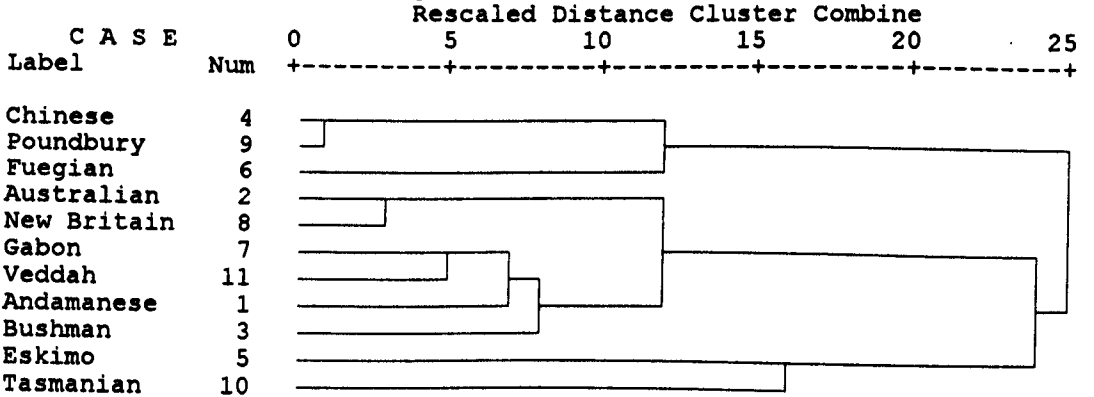 Rescaled Distance Cluster Combine
C A S E 0 5 10 15 20 25
Label Num +---------+---------+---------+---------+---------+
Chinese 4
Poundbury 9
Fuegian 6
Australian 2
New Britain 8
Gabon 7
Veddah 11
Andamanese 1
Bushman 3
Eskimo 5
Tasmanian 10